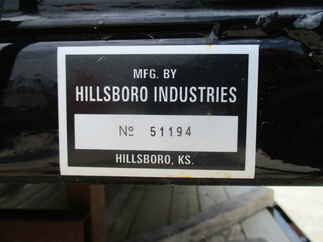 MFG. BY
HILLSBORO INDUSTRIES
Nº 51194
HILLSBORO, KS.